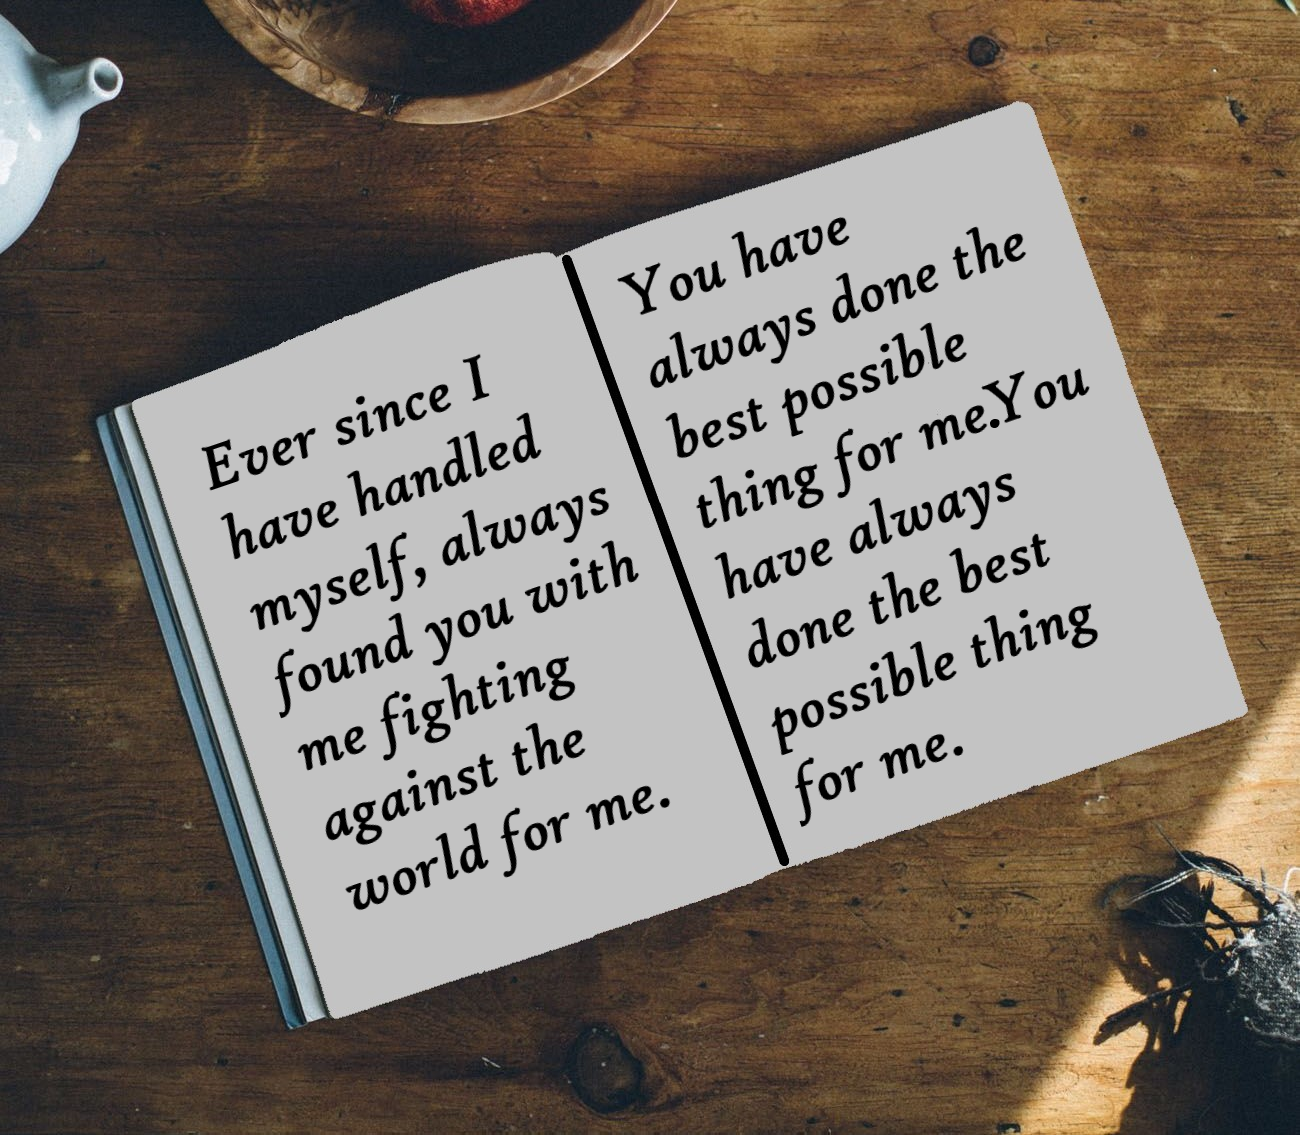 Ever since I
have handled
myself, always
found you with
me fighting
against the
world for me.
You have
always done the
best possible
thing for me.You
have always
done the best
possible thing
for me.